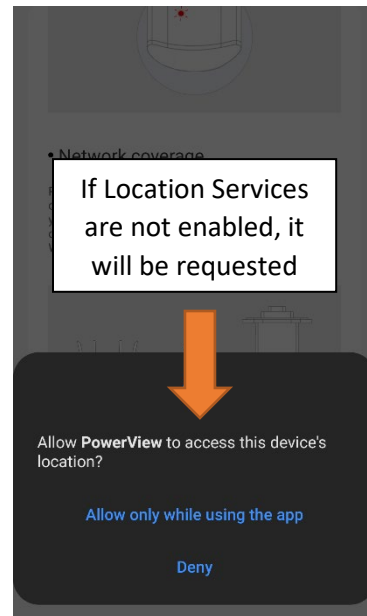 • Network coverage
If Location Services
are not enabled, it
will be requested
Allow PowerView to access this device's
location?
Allow only while using the app
Deny